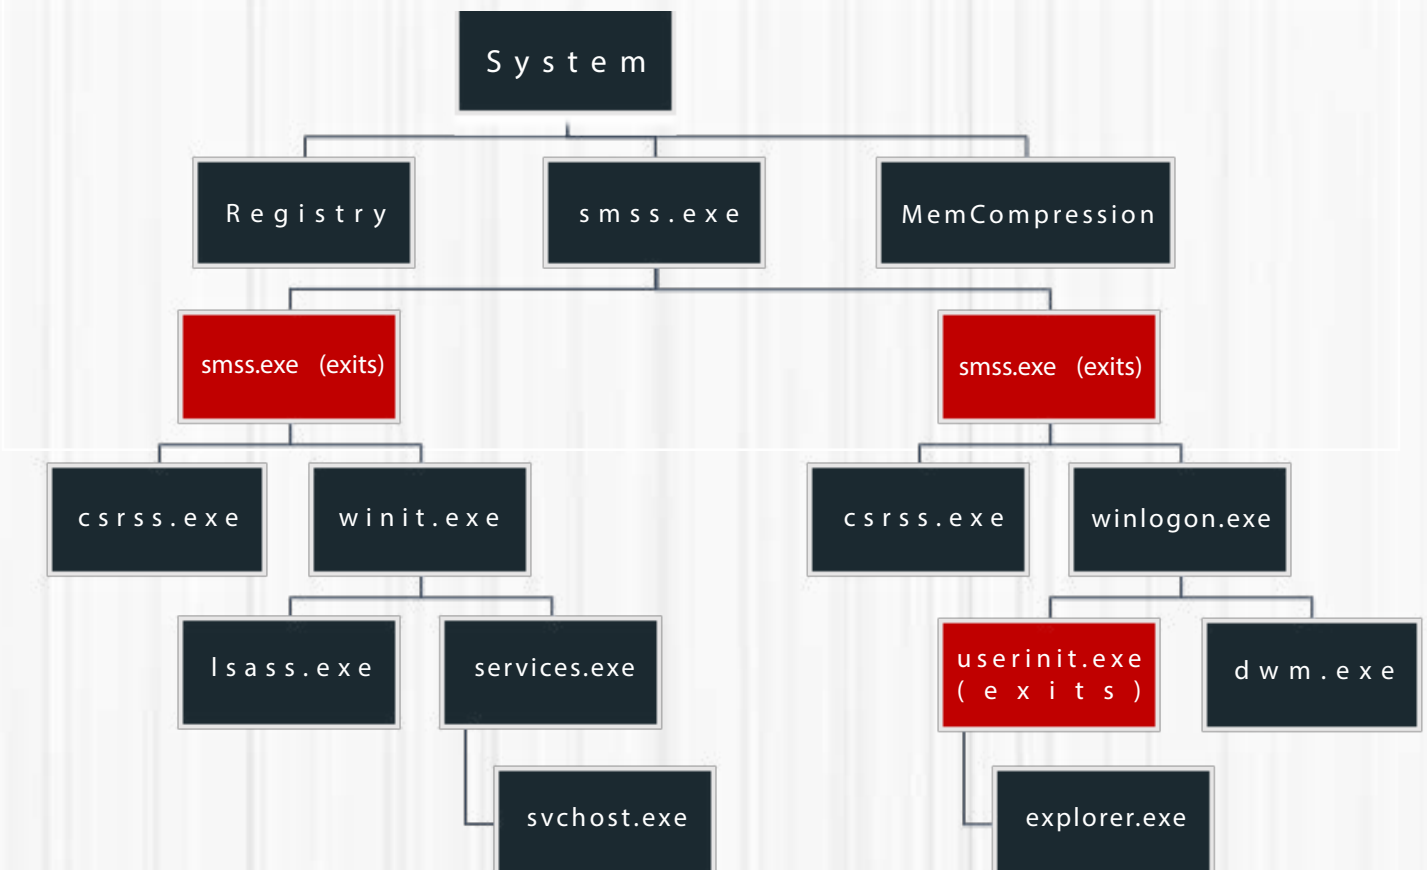 System
Registry
smss.exe
MemCompression
smss.exe (exits)
smss.exe (exits)
csrss.exe
winit.exe
csrss.exe
winlogon.exe
lsass.exe
services.exe
userinit.exe
(exits)
dwm.exe
svchost.exe
explorer.exe